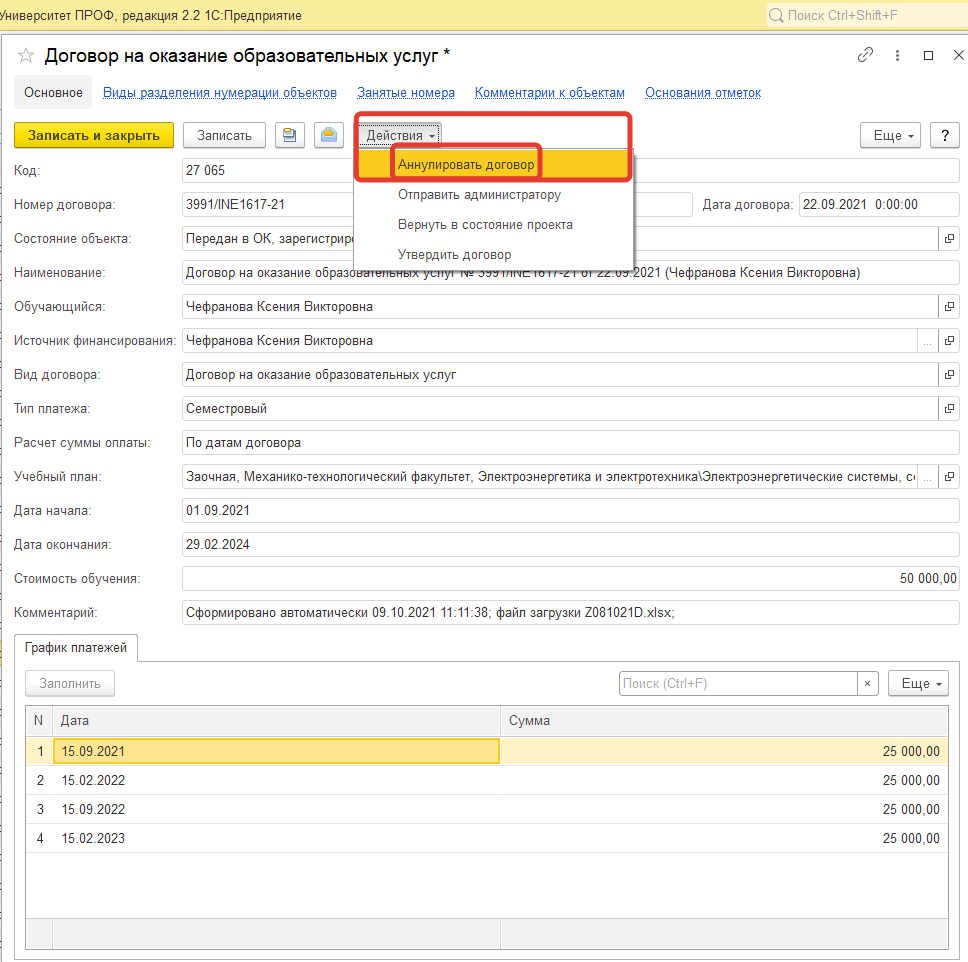 Университет ПРОФ, редакция 2.2 1С:Предприятие
Поиск Ctrl+Shift+F
Договор на оказание образовательных услуг *
Основное Виды разделения нумерации объектов Занятые номера Комментарии к объектам Основания отметок
Записать и закрыть Записать Действия Еще ?
Аннулировать договор
Отправить администратору
Вернуть в состояние проекта
Утвердить договор
Код: 27 065
Номер договора: 3991/INE1617-21 Дата договора: 22.09.2021 0:00:00
Состояние объекта: Передан в ОК,
Наименование: Договор на оказание образовательных услуг № 3991/INE1617-21 от 22.09.2021 (Чефранова Ксения Викторовна)
Обучающийся: Чефранова Ксения Викторовна
Источник финансирования: Чефранова Ксения Викторовна ...
Вид договора: Договор на оказание образовательных услуг
Тип платежа: Семестровый
Расчет суммы оплаты: По датам договора
Учебный план: Заочная, Механико-технологический факультет, Электроэнергетика и электротехника\Электроэнергетические системы, ...
Дата начала: 01.09.2021
Дата окончания: 29.02.2024
Стоимость обучения: 50 000,00
Комментарий: Сформировано автоматически 09.10.2021 11:11:38; файл загрузки Z081021D.xlsx;
График платежей
Заполнить Поиск (Ctrl+F) × Еще
N Дата Сумма
1 15.09.2021 25 000,00
2 15.02.2022 25 000,00
3 15.09.2022 25 000,00
4 15.02.2023 25 000,00